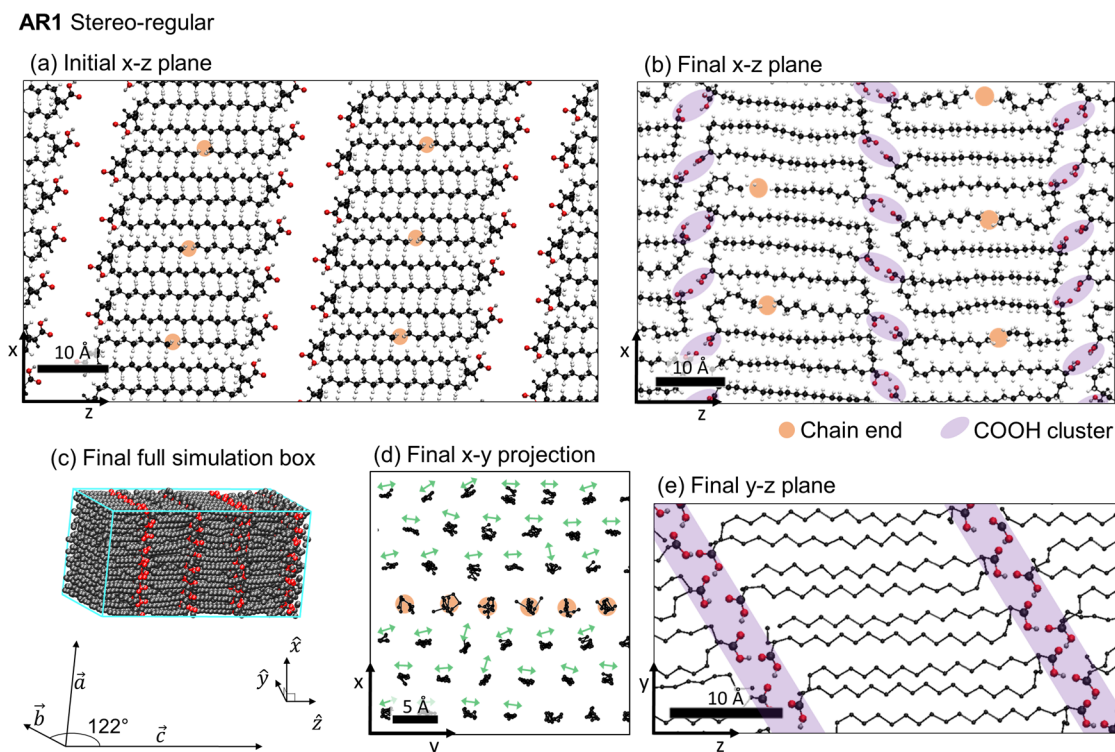 AR1 Stereo-regular
(a) Initial x-z plane
x
10 Å
z
(b) Final x-z plane
x
10 Å
z
Chain end
COOH cluster
(c) Final full simulation box
a
b
122°
c
x̂
ŷ
ẑ
(d) Final x-y projection
x
5 Å
y
(e) Final y-z plane
y
10 Å
z